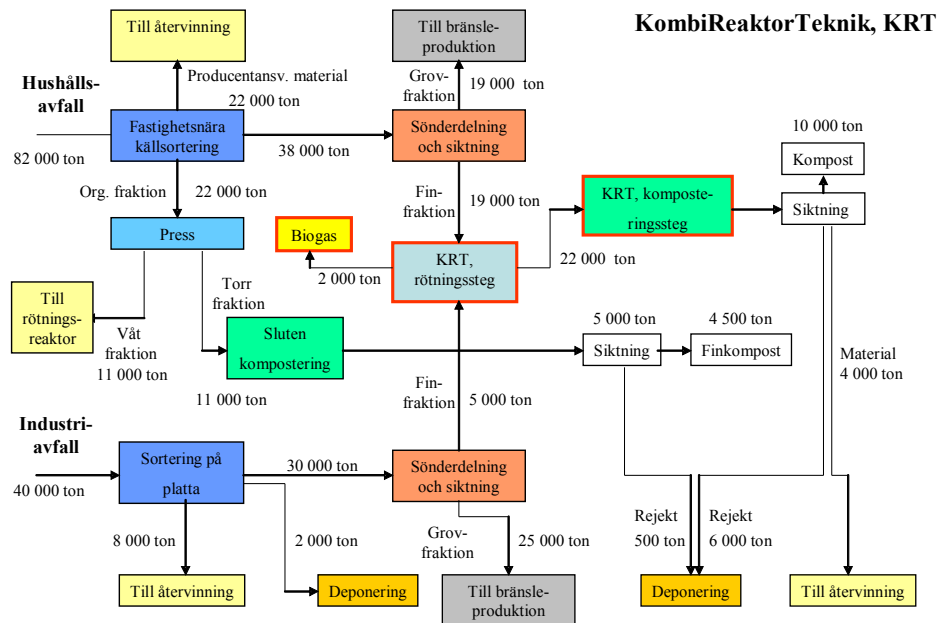 KombiReaktorTeknik, KRT
Till återvinning
Till bränsle-
produktion
Producentansv. material
22 000 ton
Grov-
fraktion
19 000 ton
Hushålls-
avfall
82 000 ton
Fastighetsnära
källsortering
38 000 ton
Sönderdelning
och siktning
10 000 ton
Kompost
Org. fraktion
22 000 ton
Fin-
fraktion
19 000 ton
KRT, komposte-
ringssteg
Siktning
Press
Biogas
2 000 ton
KRT,
rötningssteg
22 000 ton
Till
rötnings-
reaktor
Våt
fraktion
11 000 ton
Torr
fraktion
Sluten
kompostering
11 000 ton
5 000 ton
Siktning
4 500 ton
Finkompost
Material
4 000 ton
Fin-
fraktion
5 000 ton
Industri-
avfall
40 000 ton
Sortering på
platta
30 000 ton
Sönderdelning
och siktning
8 000 ton
2 000 ton
Grov-
fraktion
25 000 ton
Rejekt
500 ton
Rejekt
6 000 ton
Till återvinning
Deponering
Till bränsle-
produktion
Deponering
Till återvinning